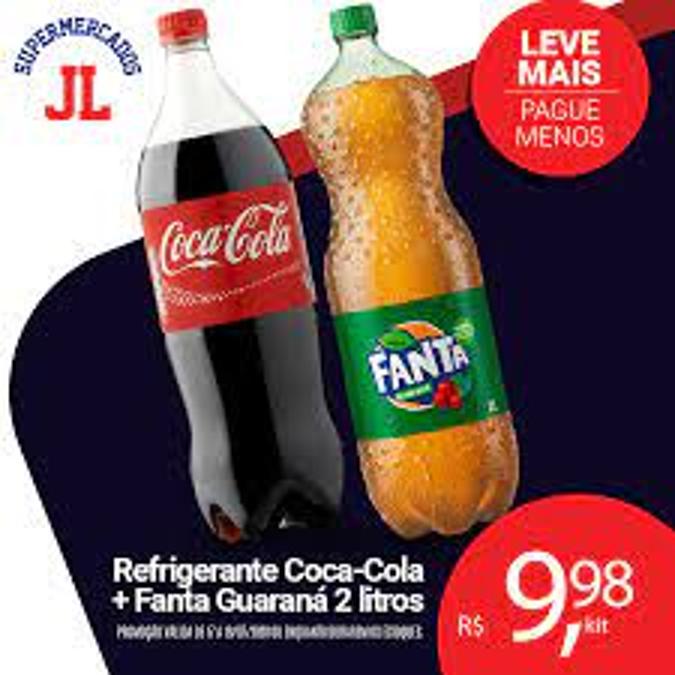 SUPERMERCADOS
JL
LEVE
MAIS
PAGUE
MENOS
Coca-Cola
FANTA
Refrigerante Coca-Cola
+ Fanta Guaraná 2 litros
R$ 9,98
kit